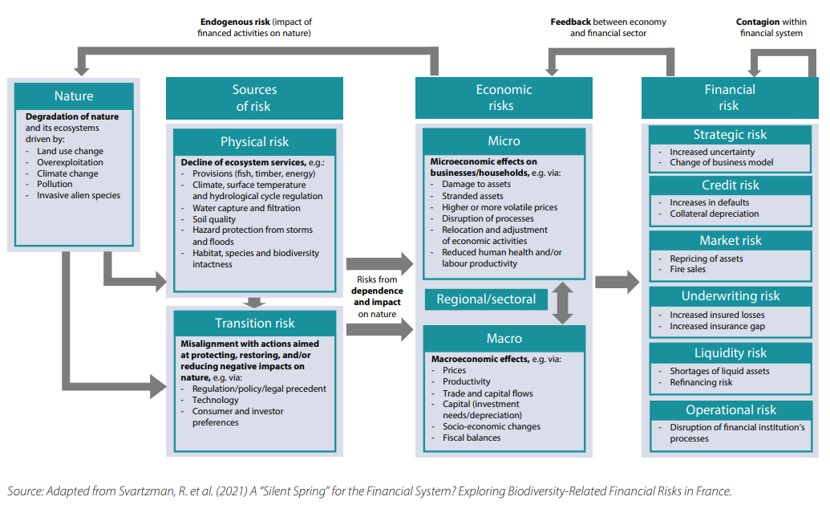 Endogenous risk (impact of
financed activities on nature)
Feedback between economy
and financial sector
Contagion within
financial system
Nature
Degradation of nature
and its ecosystems
driven by:
- Land use change
- Overexploitation
- Climate change
- Pollution
- Invasive alien species
Sources
of risk
Physical risk
Decline of ecosystem services, e.g.:
- Provisions (fish, timber, energy)
- Climate, surface temperature
and hydrological cycle regulation
- Water capture and filtration
- Soil quality
- Hazard protection from storms
and floods
- Habitat, species and biodiversity
intactness
Transition risk
Misalignment with actions aimed
at protecting, restoring, and/or
reducing negative impacts on
nature, e.g. via:
- Regulation/policy/legal precedent
- Technology
- Consumer and investor
preferences
Risks from
dependence
and impact
on nature
Economic
risks
Micro
Microeconomic effects on
businesses/households, e.g. via:
- Damage to assets
- Stranded assets
- Higher or more volatile prices
- Disruption of processes
- Relocation and adjustment
of economic activities
- Reduced human health and/or
labour productivity
Regional/sectoral
Macro
Macroeconomic effects, e.g. via:
- Prices
- Productivity
- Trade and capital flows
- Capital (investment
needs/depreciation)
- Socio-economic changes
- Fiscal balances
Financial
risk
Strategic risk
- Increased uncertainty
- Change of business model
Credit risk
- Increases in defaults
- Collateral depreciation
Market risk
- Repricing of assets
- Fire sales
Underwriting risk
- Increased insured losses
- Increased insurance gap
Liquidity risk
- Shortages of liquid assets
- Refinancing risk
Operational risk
- Disruption of financial institution's
processes
Source: Adapted from Svartzman, R. et al. (2021) A "Silent Spring" for the Financial System? Exploring Biodiversity-Related Financial Risks in France.